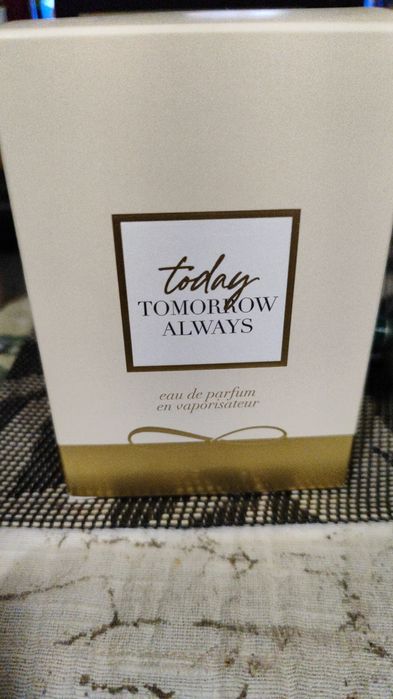 today
TOMORROW
ALWAYS
eau de parfum
en vaporisateur